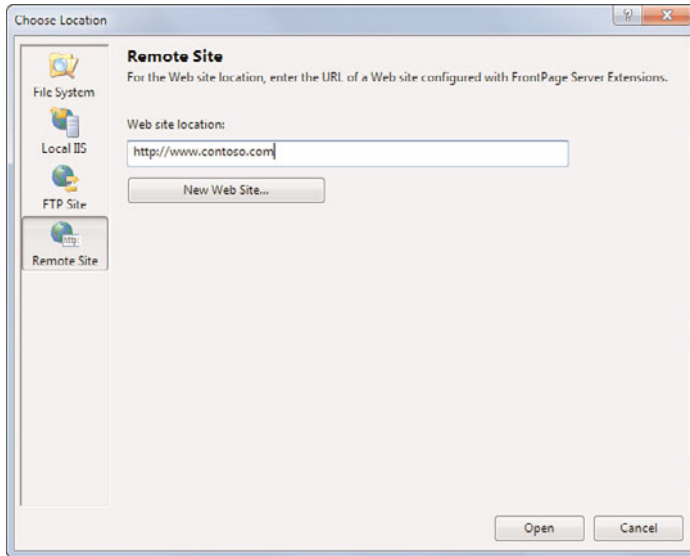 Choose Location
File System
Local IIS
FTP Site
http:
Remote Site
Remote Site
For the Web site location, enter the URL of a Web site configured with FrontPage Server Extensions.
Web site location:
http://www.contoso.com
New Web Site...
Open
Cancel